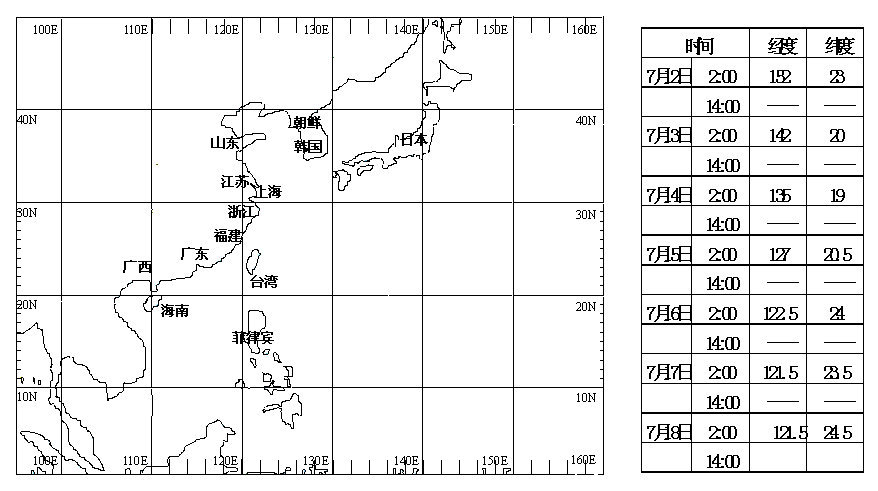 100E 110E 120E 130E 140E 150E 160E
40N 40N
朝鲜
日本
山东
韩国
江苏
上海
30N 30N
浙江
福建
广东
广西
台湾
20N 20N
海南
菲律宾
10N 10N
100E 110E 120E 130E 140E 150E 160E
时间 经度 纬度
7月2日 2:00 152 23
14:00 —— ——
7月3日 2:00 142 20
14:00 —— ——
7月4日 2:00 135 19
14:00 —— ——
7月5日 2:00 127 20.5
14:00 —— ——
7月6日 2:00 122.5 24
14:00 —— ——
7月7日 2:00 121.5 23.5
14:00 —— ——
7月8日 2:00 121.5 24.5
14:00